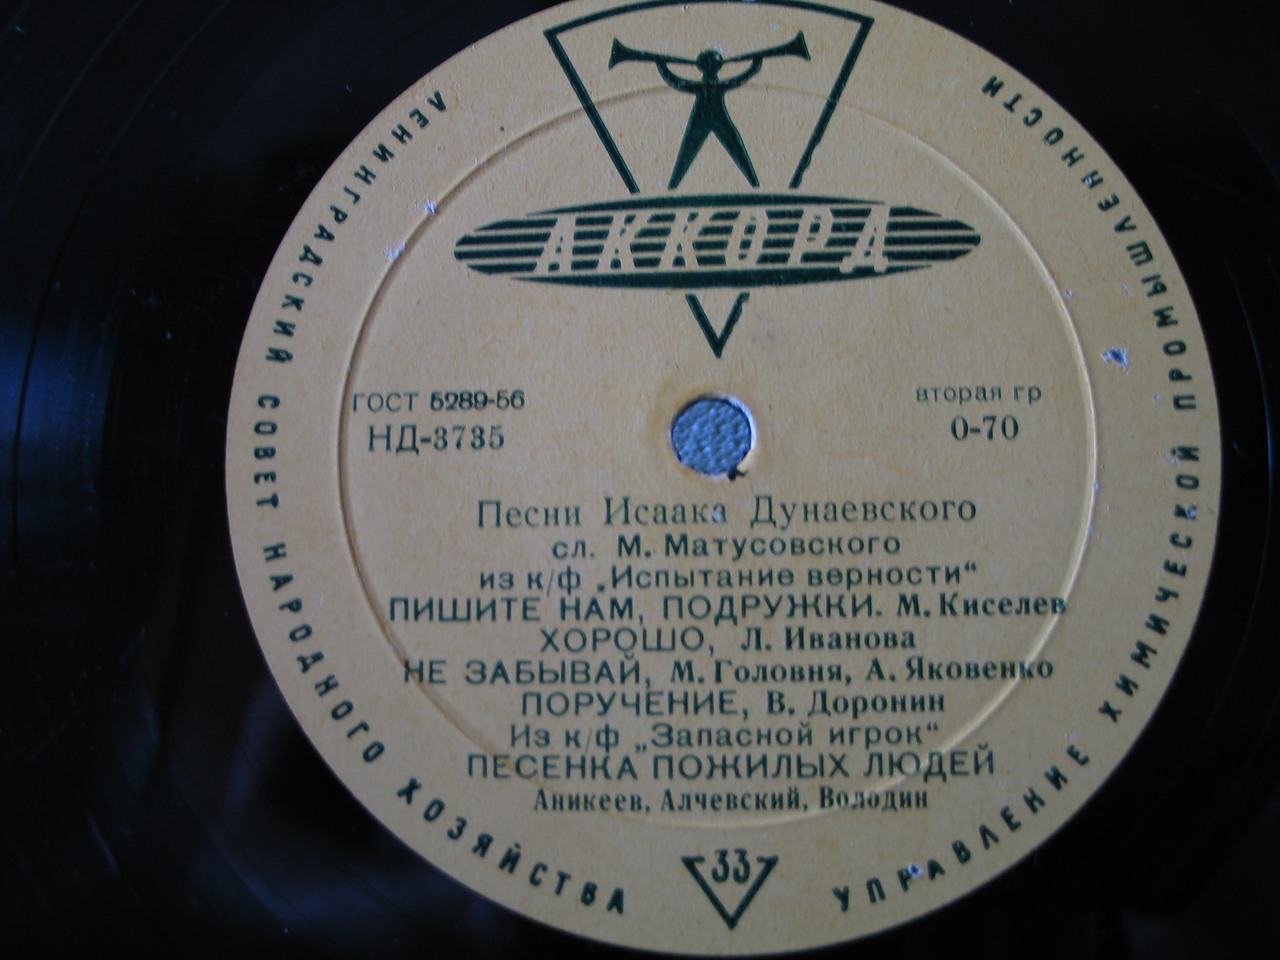 АККОРД
ЛЕНИНГРАДСКИЙ СОВЕТ НАРОДНОГО ХОЗЯЙСТВА
УПРАВЛЕНИЕ ХИМИЧЕСКОЙ ПРОМЫШЛЕННОСТИ
ГОСТ 5289-56
вторая гр
НД-3735
0-70
Песни Исаака Дунаевского
сл. М. Матусовского
из к/ф „Испытание верности“
ПИШИТЕ НАМ, ПОДРУЖКИ. М. Киселев
ХОРОШО, Л. Иванова
НЕ ЗАБЫВАЙ, М. Головня, А. Яковенко
ПОРУЧЕНИЕ, В. Доронин
Из к/ф „Запасной игрок“
ПЕСЕНКА ПОЖИЛЫХ ЛЮДЕЙ
Аникеев, Алчевский, Володин
33